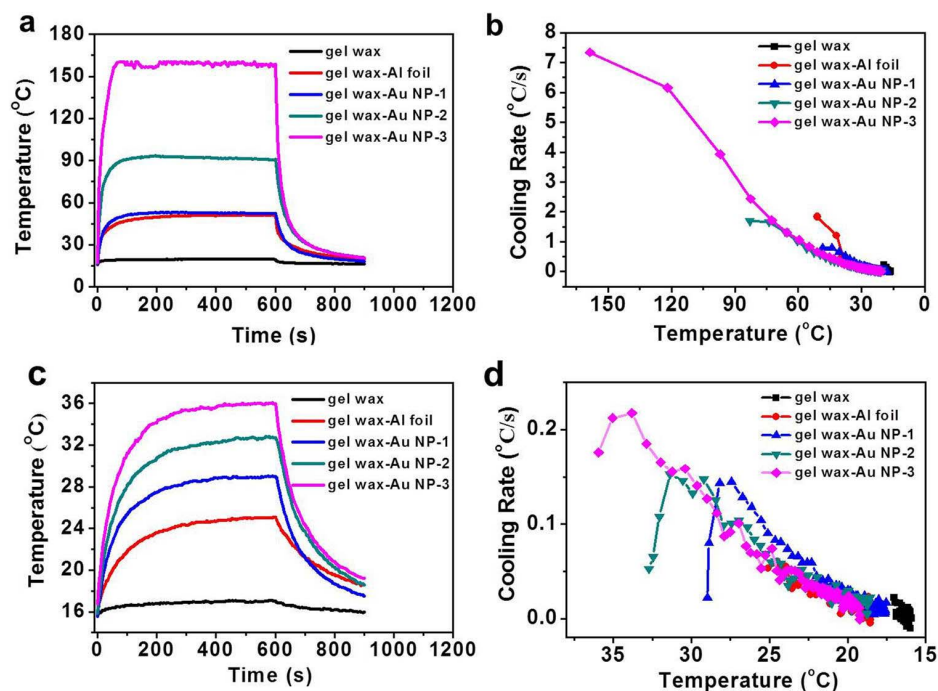 a
Temperature (°C)
180
150
120
90
60
30
0
0 200 400 600 800 1000 1200
Time (s)
gel wax
gel wax-Al foil
gel wax-Au NP-1
gel wax-Au NP-2
gel wax-Au NP-3
b
Cooling Rate (°C/s)
8
7
6
5
4
3
2
1
0
159 136 113 90 60 30 15
Temperature (°C)
gel wax
gel wax-Al foil
gel wax-Au NP-1
gel wax-Au NP-2
gel wax-Au NP-3
c
Temperature (°C)
36
32
28
24
20
16
0 200 400 600 800 1000 1200
Time (s)
gel wax
gel wax-Al foil
gel wax-Au NP-1
gel wax-Au NP-2
gel wax-Au NP-3
d
Cooling Rate (°C/s)
0.2
0.1
0.0
35 30 25 20 15
Temperature (°C)
gel wax
gel wax-Al foil
gel wax-Au NP-1
gel wax-Au NP-2
gel wax-Au NP-3